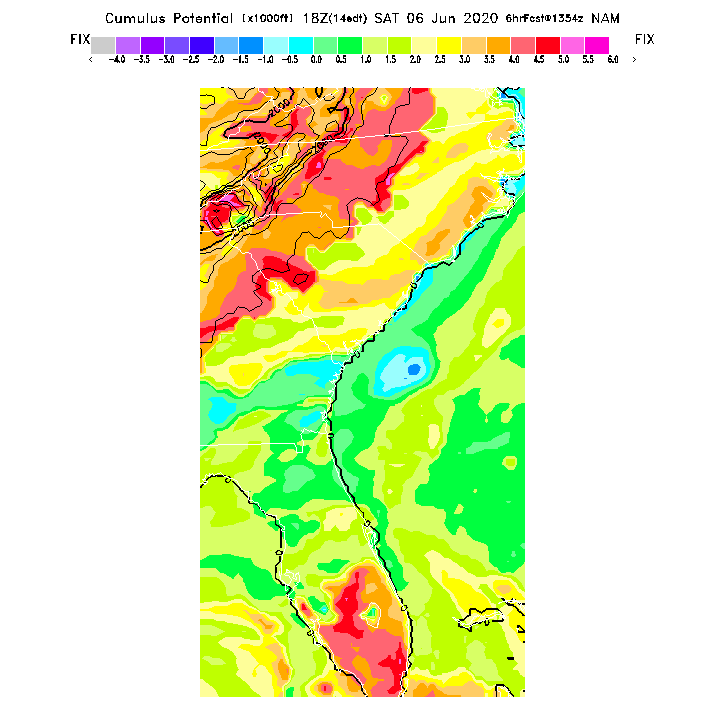 Cumulus Potential [x1000ft] 18Z(14edt) SAT 06 Jun 2020 6hrFcst@1354z NAM
FIX FIX
< -4.0 -3.5 -3.0 -2.5 -2.0 -1.5 -1.0 -0.5 0.0 0.5 1.0 1.5 2.0 2.5 3.0 3.5 4.0 4.5 5.0 5.5 6.0 >
2000
2000